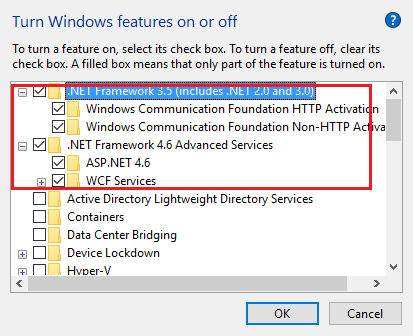 Turn Windows features on or off
To turn a feature on, select its check box. To turn a feature off, clear its
check box. A filled box means that only part of the feature is turned on.
.NET Framework 3.5 (includes .NET 2.0 and 3.0)
Windows Communication Foundation HTTP Activation
Windows Communication Foundation Non-HTTP Activa
.NET Framework 4.6 Advanced Services
ASP.NET 4.6
WCF Services
Active Directory Lightweight Directory Services
Containers
Data Center Bridging
Device Lockdown
Hyper-V
OK
Cancel